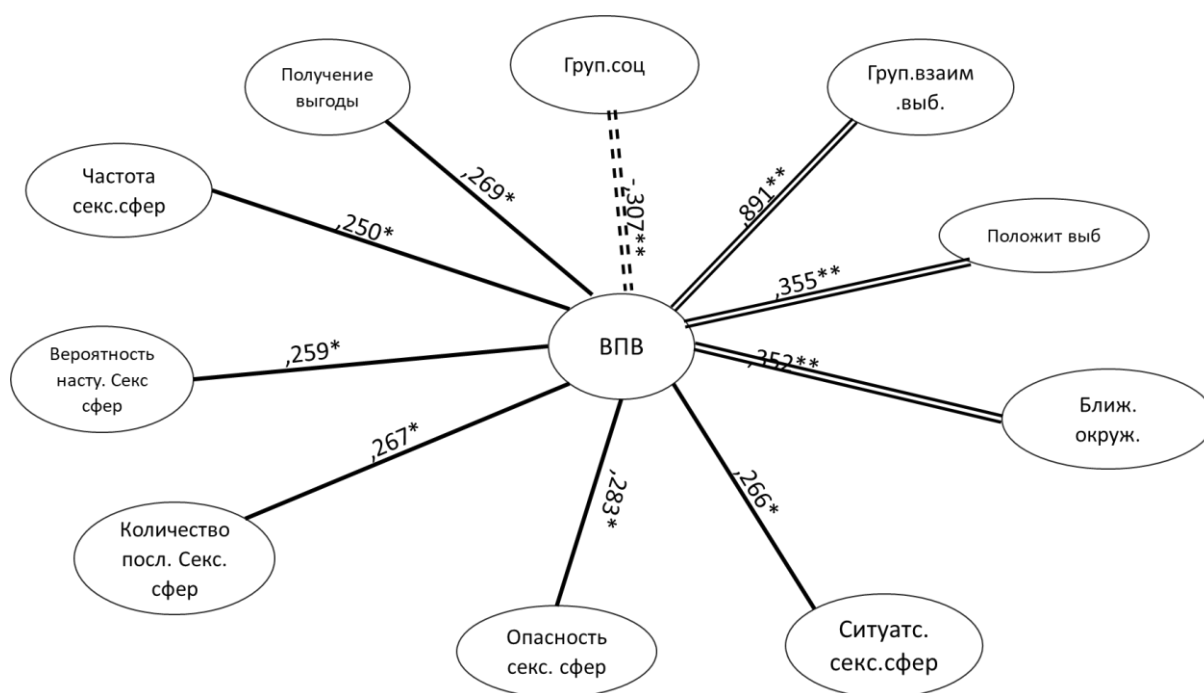 Груп.соц
Получение
выгоды
Груп.взаим
.выб.
Частота
секс.сфер
,269*
-,307**
,891**
,250*
Положит выб
,355**
ВПВ
Вероятность
насту. Секс
сфер
,259*
,352**
Ближ.
окруж.
,267*
,283*
,266*
Количество
посл. Секс.
сфер
Опасность
секс. сфер
Ситуатс.
секс.сфер